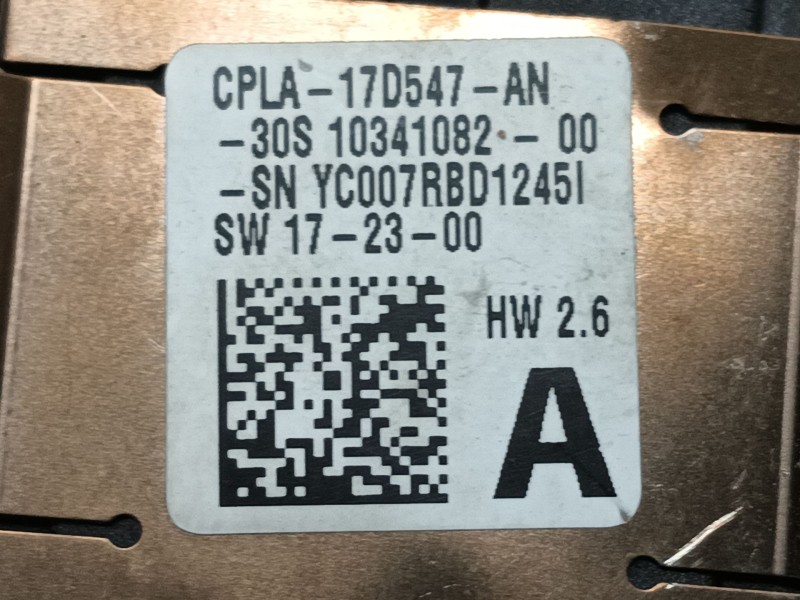 CPLA-17D547-AN
-30S 10341082 - 00
-SN YC007RBD1245I
SW 17-23-00
HW 2.6
A